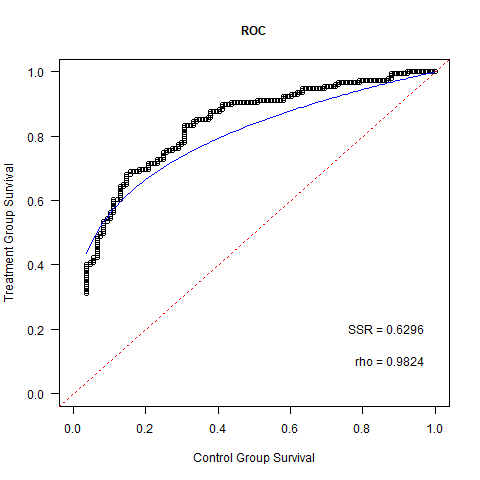 ROC
1.0
0.8
0.6
0.4
0.2
0.0
Treatment Group Survival
SSR = 0.6296
rho = 0.9824
0.0 0.2 0.4 0.6 0.8 1.0
Control Group Survival